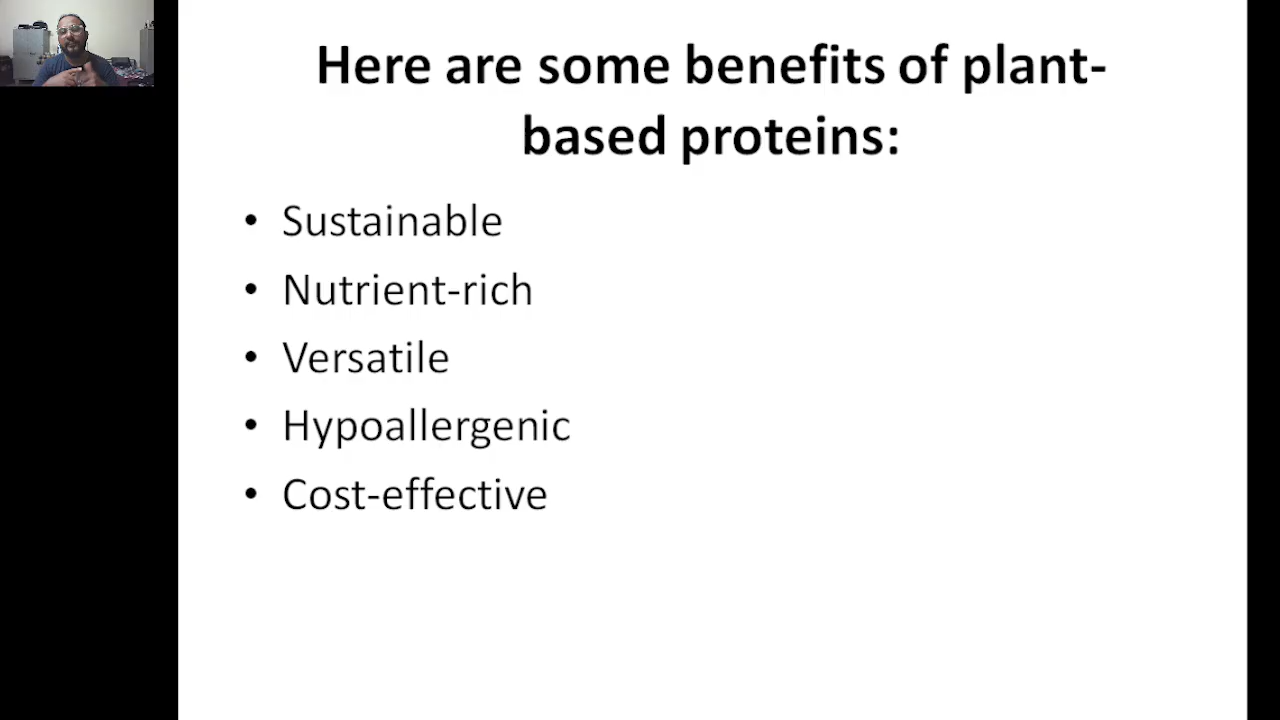 Here are some benefits of plant-
based proteins:
• Sustainable
• Nutrient-rich
• Versatile
• Hypoallergenic
• Cost-effective